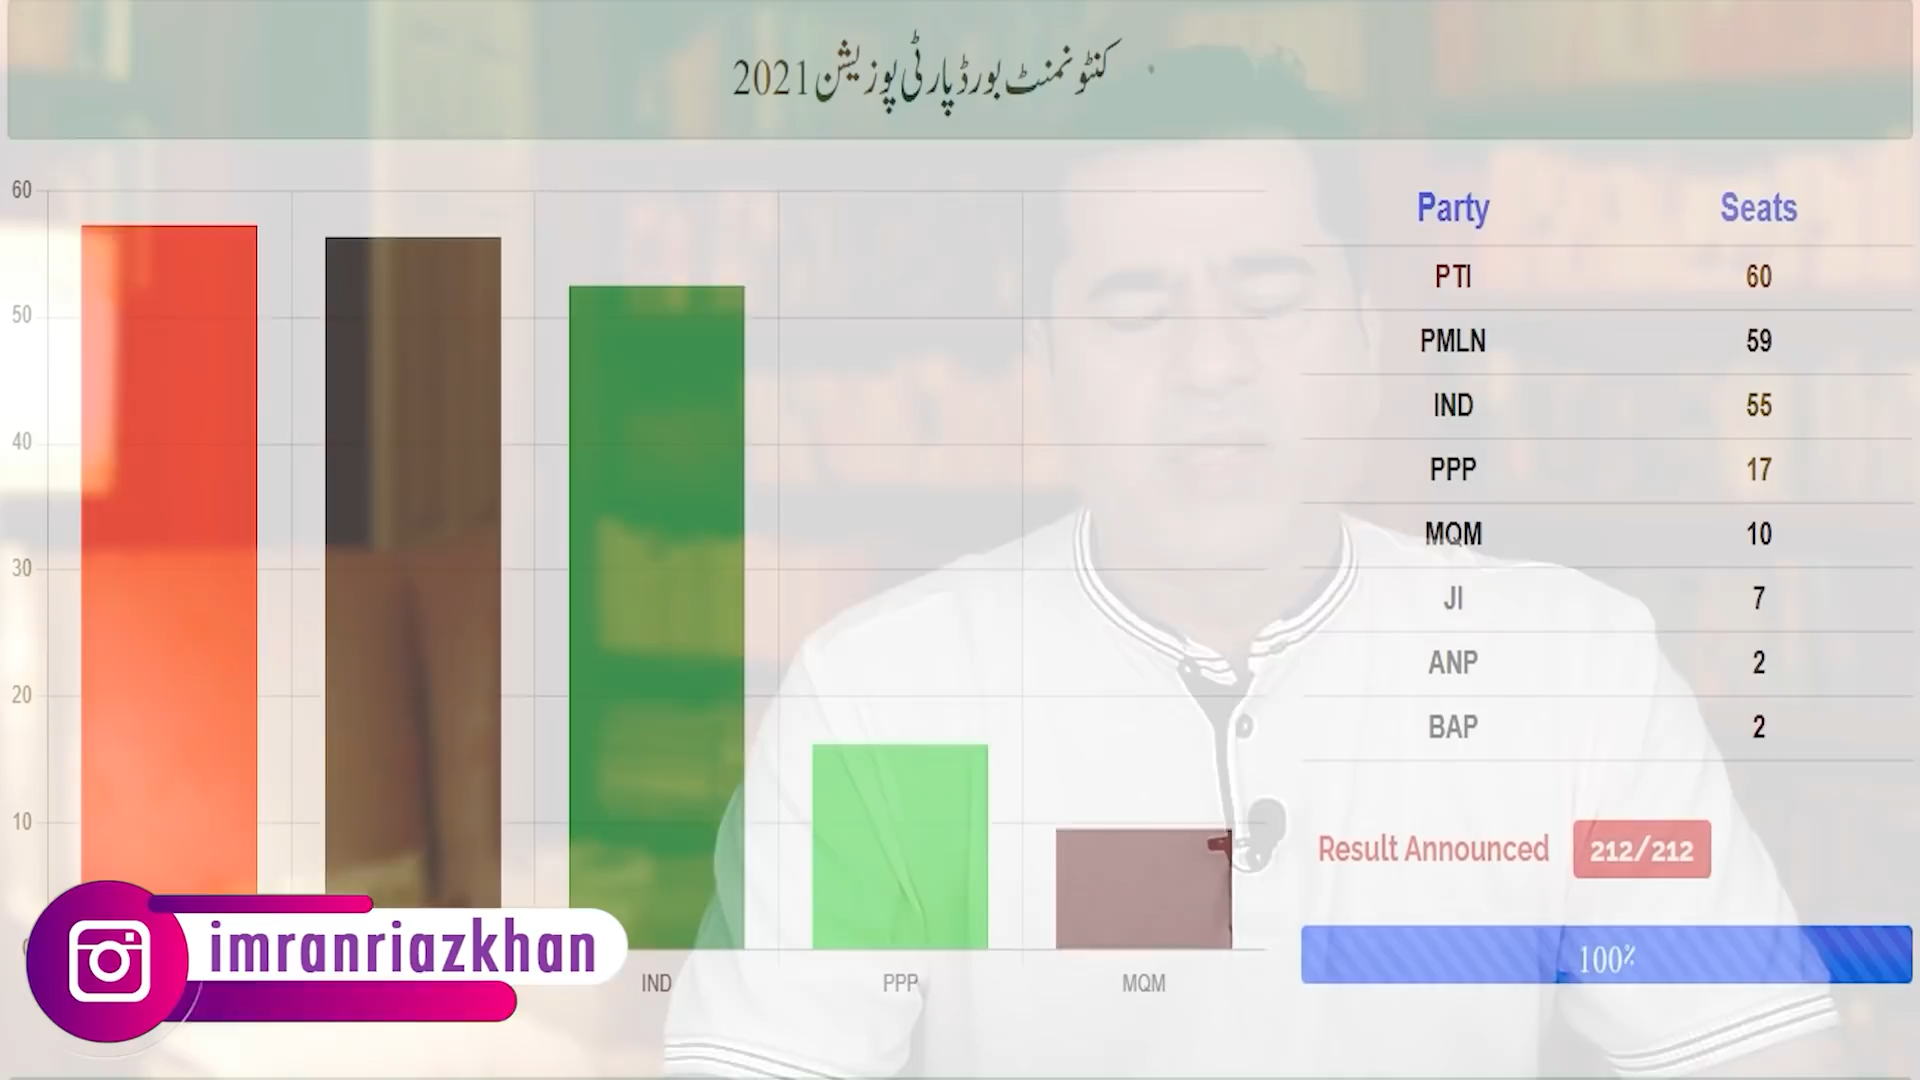 کنٹونمنٹ بورڈ پارٹی پوزیشن 2021
60
50
40
30
20
10
IND
PPP
MQM
Party Seats
PTI 60
PMLN 59
IND 55
PPP 17
MQM 10
JI 7
ANP 2
BAP 2
Result Announced 212/212
100%
imranriazkhan